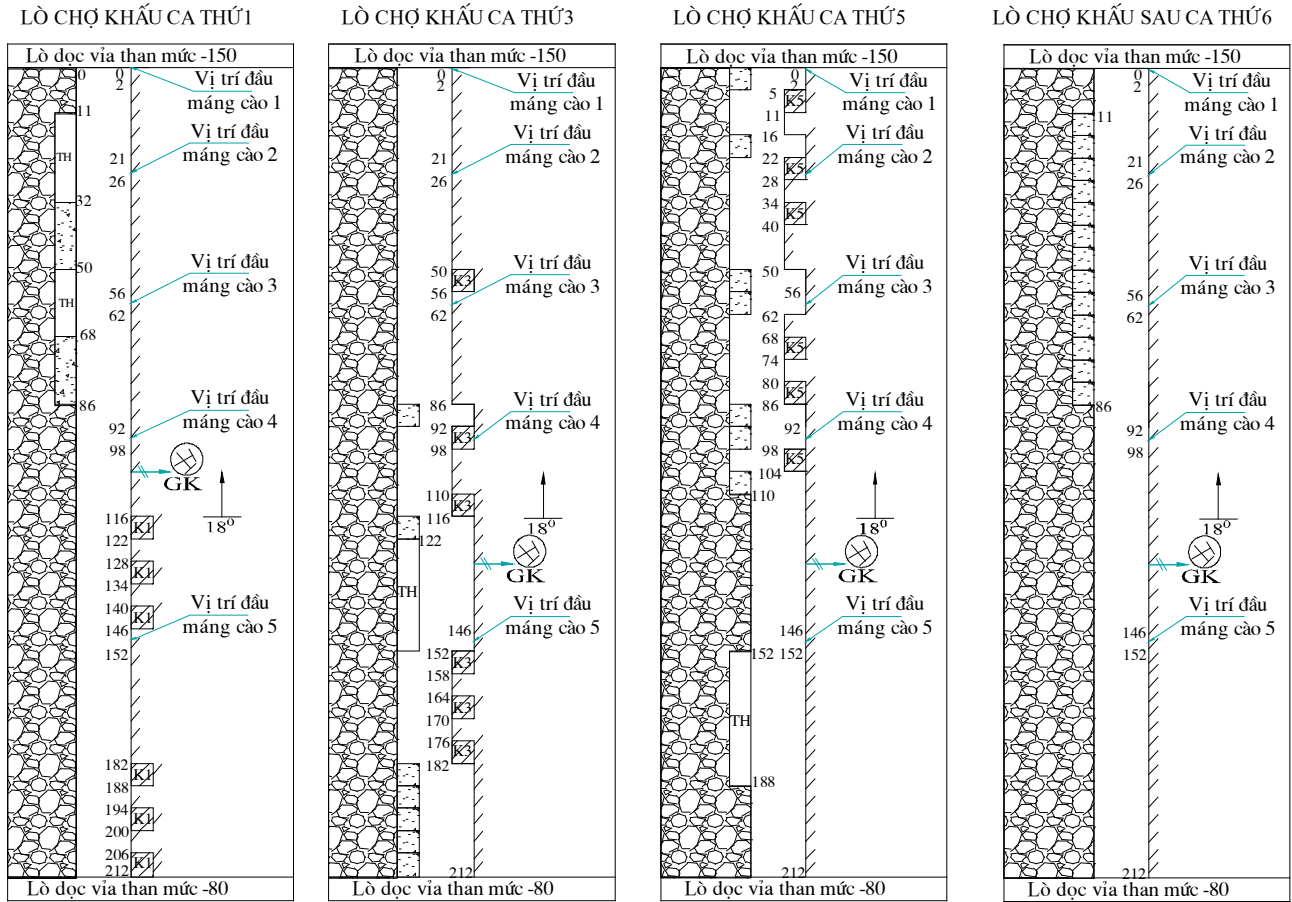 LÒ CHỢ KHẤU CA THỨ 1
Lò dọc vỉa than mức -150
0
0
2
Vị trí đầu
máng cào 1
11
TH
21
Vị trí đầu
máng cào 2
26
32
50
TH
56
Vị trí đầu
máng cào 3
62
68
86
92
Vị trí đầu
máng cào 4
98
GK
18⁰
116
K1
122
128
K1
134
140
K1
146
Vị trí đầu
máng cào 5
152
182
K1
188
194
K1
200
206
K1
212
Lò dọc vỉa than mức -80
LÒ CHỢ KHẤU CA THỨ 3
Lò dọc vỉa than mức -150
0
2
Vị trí đầu
máng cào 1
21
Vị trí đầu
máng cào 2
26
50
K3
56
Vị trí đầu
máng cào 3
62
86
92
K3
98
Vị trí đầu
máng cào 4
110
K3
116
122
18⁰
GK
TH
146
Vị trí đầu
máng cào 5
152
K3
158
164
K3
170
176
K3
182
212
Lò dọc vỉa than mức -80
LÒ CHỢ KHẤU CA THỨ 5
Lò dọc vỉa than mức -150
0
2
5
K5
11
Vị trí đầu
máng cào 1
16
22
K5
28
Vị trí đầu
máng cào 2
34
K5
40
50
56
Vị trí đầu
máng cào 3
62
68
K5
74
80
K5
86
92
Vị trí đầu
máng cào 4
98
K5
104
110
18⁰
GK
146
Vị trí đầu
máng cào 5
152
152
TH
188
212
Lò dọc vỉa than mức -80
LÒ CHỢ KHẤU SAU CA THỨ 6
Lò dọc vỉa than mức -150
0
2
Vị trí đầu
máng cào 1
11
21
Vị trí đầu
máng cào 2
26
56
Vị trí đầu
máng cào 3
62
86
92
Vị trí đầu
máng cào 4
98
18⁰
GK
146
Vị trí đầu
máng cào 5
152
212
Lò dọc vỉa than mức -80